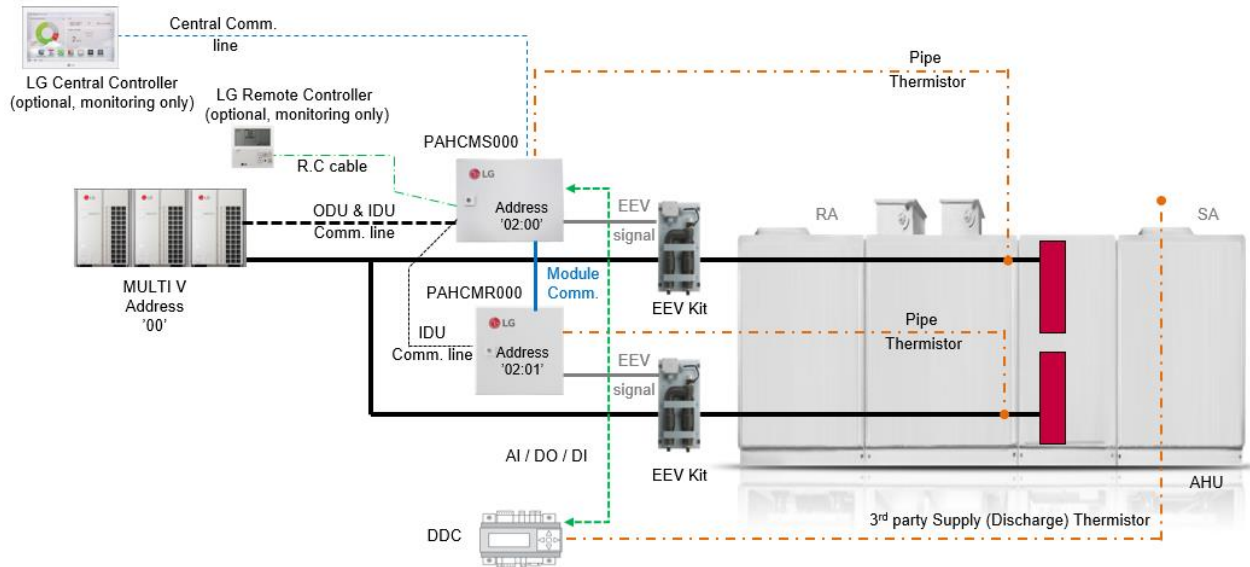 Central Comm.
line
LG Central Controller
(optional, monitoring only)
LG Remote Controller
(optional, monitoring only)
R.C cable
PAHCMS000
LG
Address
'02:00'
ODU & IDU
Comm. line
MULTI V
Address
'00'
EEV
signal
EEV Kit
Module
Comm.
PAHCMR000
LG
Address
'02:01'
IDU
Comm. line
EEV
signal
EEV Kit
Pipe
Thermistor
Pipe
Thermistor
RA
SA
AHU
AI / DO / DI
DDC
3rd party Supply (Discharge) Thermistor